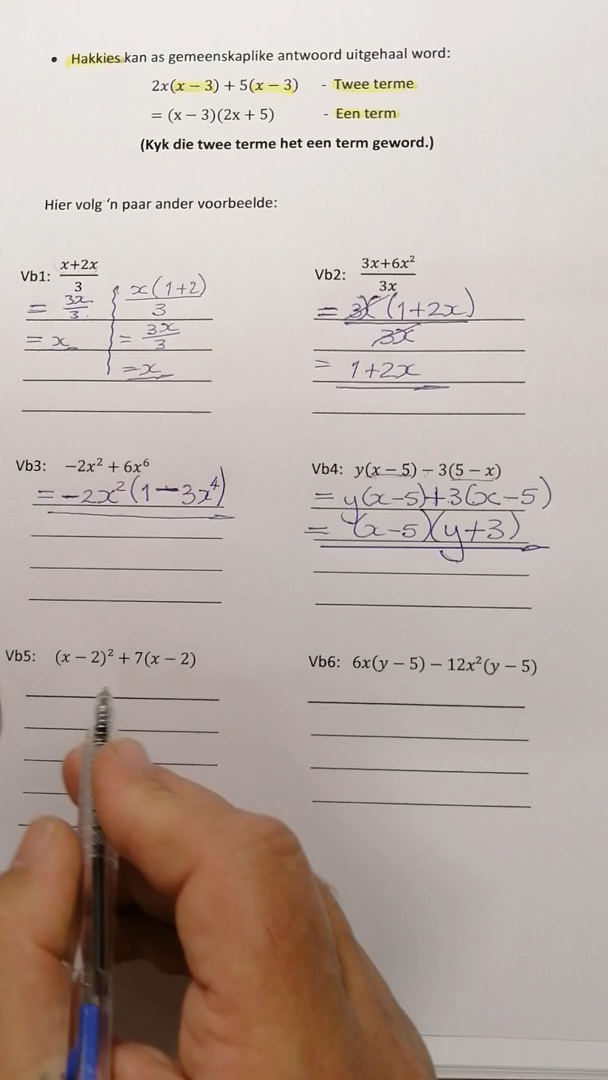 • Hakkies kan as gemeenskaplike antwoord uitgehaal word:
2x(x − 3) + 5(x − 3) - Twee terme
= (x − 3)(2x + 5) - Een term
(Kyk die twee terme het een term geword.)
Hier volg ‘n paar ander voorbeelde:
Vb1: x+2x / 3
= 3x / 3
= x
x(1+2) / 3
= 3x / 3
= x
Vb2: 3x+6x² / 3x
= 3x(1+2x) / 3x
= 1+2x
Vb3: −2x² + 6x⁶
= −2x²(1−3x⁴)
Vb4: y(x − 5) − 3(5 − x)
= y(x−5)+3(x−5)
= (x−5)(y+3)
Vb5: (x − 2)² + 7(x − 2)
Vb6: 6x(y − 5) − 12x²(y − 5)